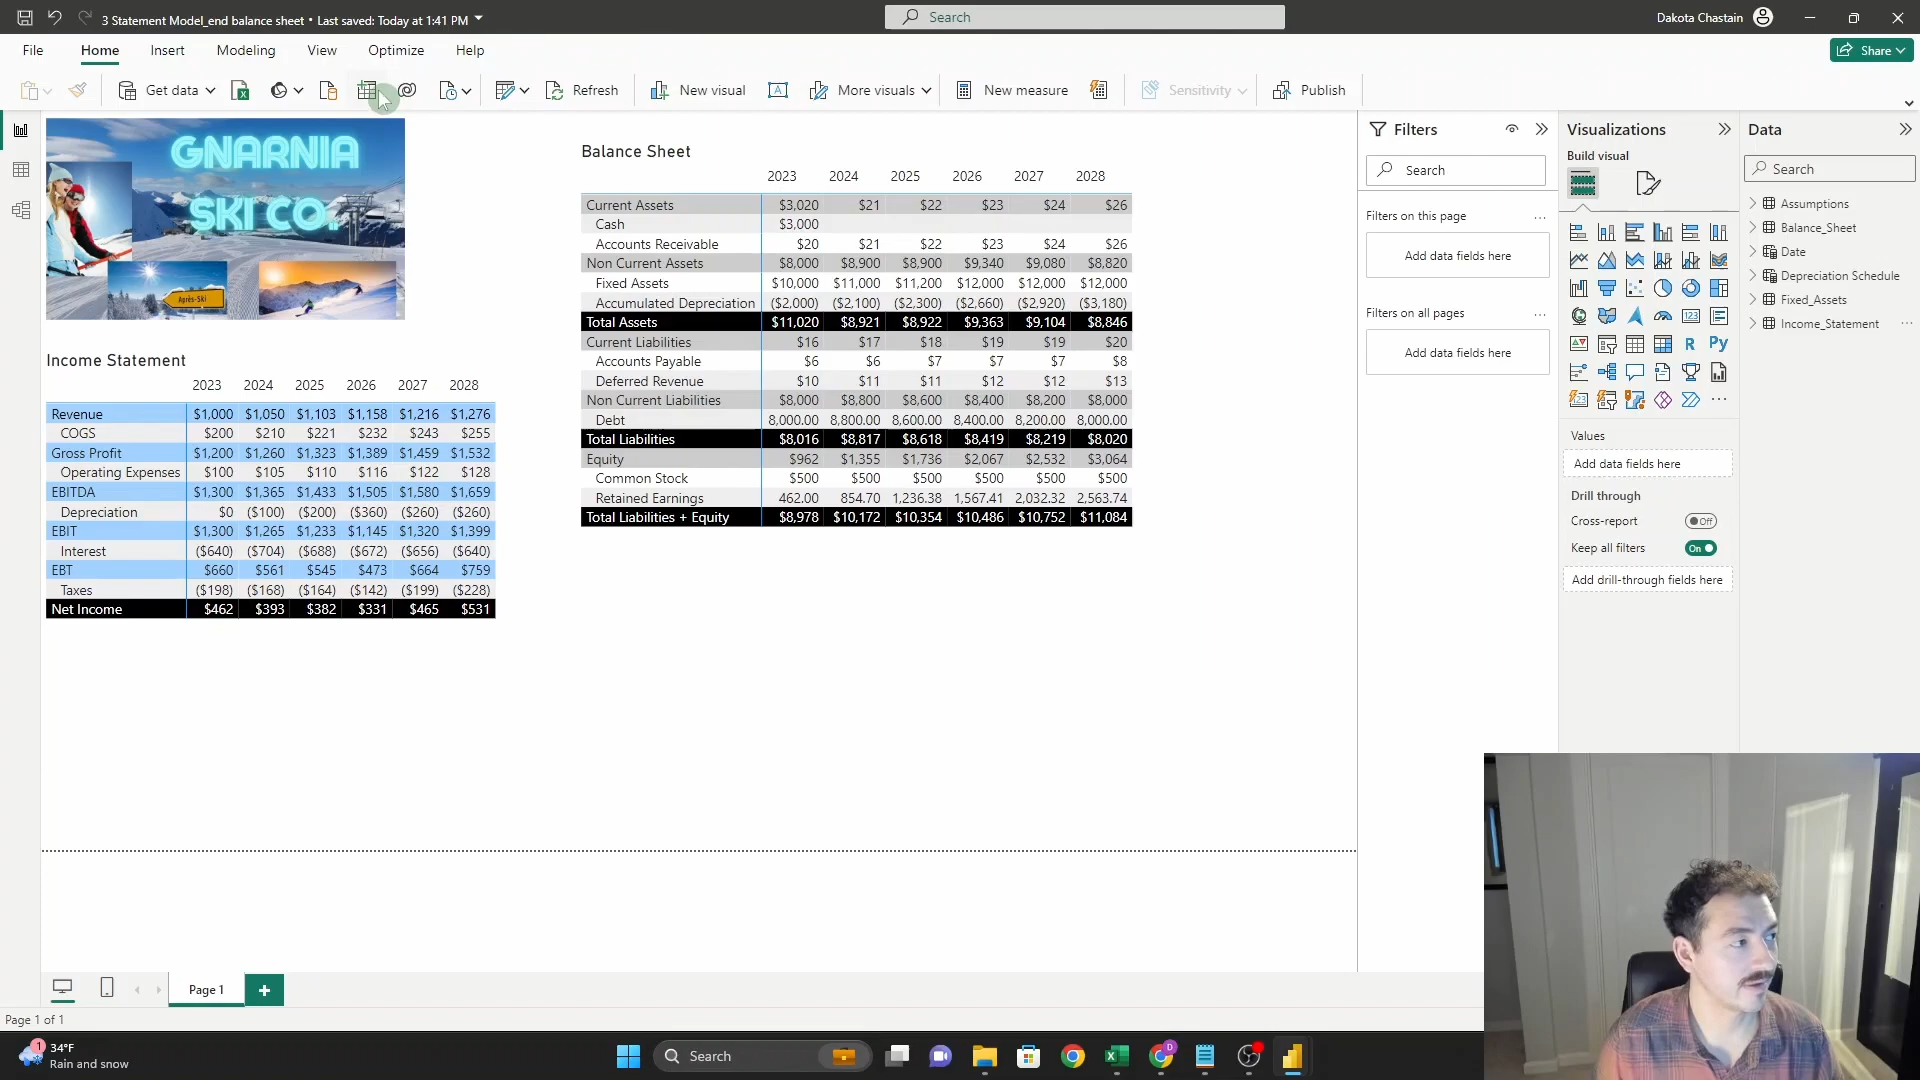 3 Statement Model_end balance sheet • Last saved: Today at 1:41 PM
Search
Dakota Chastain
File Home Insert Modeling View Optimize Help
Share
Get data
Refresh
New visual
More visuals
New measure
Sensitivity
Publish
GNARNIA
SKI CO.
Après-Ski
Income Statement
2023 2024 2025 2026 2027 2028
Revenue $1,000 $1,050 $1,103 $1,158 $1,216 $1,276
COGS $200 $210 $221 $232 $243 $255
Gross Profit $1,200 $1,260 $1,323 $1,389 $1,459 $1,532
Operating Expenses $100 $105 $110 $116 $122 $128
EBITDA $1,300 $1,365 $1,433 $1,505 $1,580 $1,659
Depreciation $0 ($100) ($200) ($360) ($260) ($260)
EBIT $1,300 $1,265 $1,233 $1,145 $1,320 $1,399
Interest ($640) ($704) ($688) ($672) ($656) ($640)
EBT $660 $561 $545 $473 $664 $759
Taxes ($198) ($168) ($164) ($142) ($199) ($228)
Net Income $462 $393 $382 $331 $465 $531
Balance Sheet
2023 2024 2025 2026 2027 2028
Current Assets $3,020 $21 $22 $23 $24 $26
Cash $3,000
Accounts Receivable $20 $21 $22 $23 $24 $26
Non Current Assets $8,000 $8,900 $8,900 $9,340 $9,080 $8,820
Fixed Assets $10,000 $11,000 $11,200 $12,000 $12,000 $12,000
Accumulated Depreciation ($2,000) ($2,100) ($2,300) ($2,660) ($2,920) ($3,180)
Total Assets $11,020 $8,921 $8,922 $9,363 $9,104 $8,846
Current Liabilities $16 $17 $18 $19 $19 $20
Accounts Payable $6 $6 $7 $7 $7 $8
Deferred Revenue $10 $11 $11 $12 $12 $13
Non Current Liabilities $8,000 $8,800 $8,600 $8,400 $8,200 $8,000
Debt 8,000.00 8,800.00 8,600.00 8,400.00 8,200.00 8,000.00
Total Liabilities $8,016 $8,817 $8,618 $8,419 $8,219 $8,020
Equity $962 $1,355 $1,736 $2,067 $2,532 $3,064
Common Stock $500 $500 $500 $500 $500 $500
Retained Earnings 462.00 854.70 1,236.38 1,567.41 2,032.32 2,563.74
Total Liabilities + Equity $8,978 $10,172 $10,354 $10,486 $10,752 $11,084
Filters
Search
Filters on this page
Add data fields here
Filters on all pages
Add data fields here
Visualizations
Build visual
R Py
123
Values
Add data fields here
Drill through
Cross-report Off
Keep all filters On
Add drill-through fields here
Data
Search
Assumptions
Balance_Sheet
Date
Depreciation Schedule
Fixed_Assets
Income_Statement
Page 1
Page 1 of 1
1
34°F
Rain and snow
Search
D